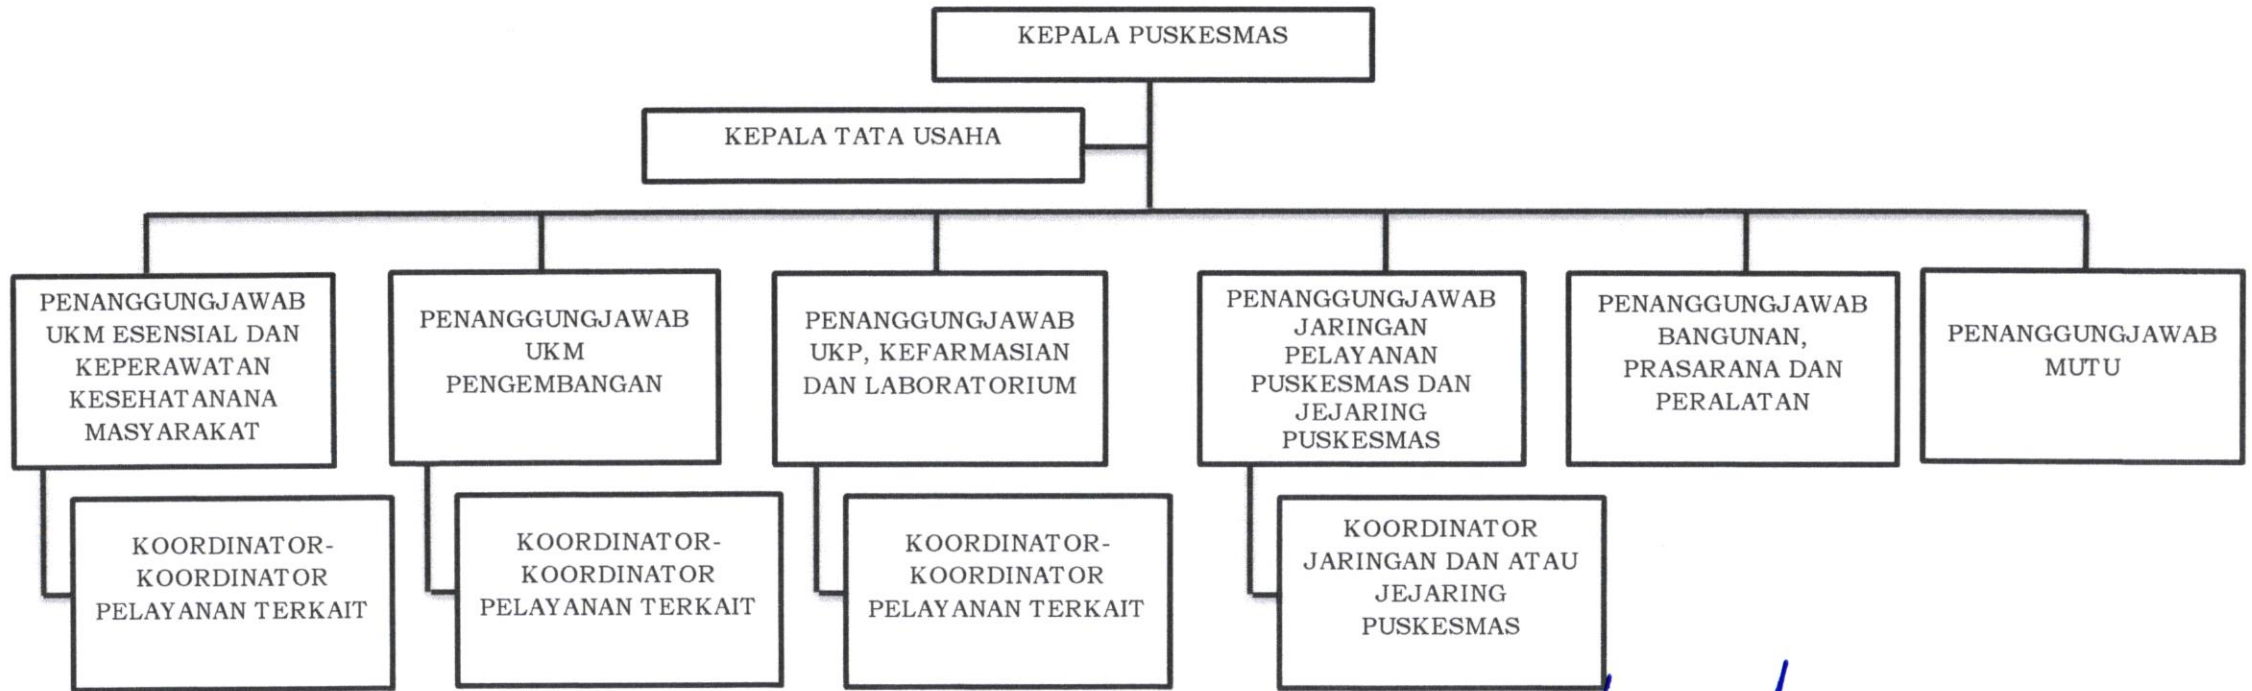 KEPALA PUSKESMAS
KEPALA TATA USAHA
PENANGGUNGJAWAB
UKM ESENSIAL DAN
KEPERAWATAN
KESEHATANANA
MASYARAKAT
PENANGGUNGJAWAB
UKM
PENGEMBANGAN
PENANGGUNGJAWAB
UKP, KEFARMASIAN
DAN LABORATORIUM
PENANGGUNGJAWAB
JARINGAN
PELAYANAN
PUSKESMAS DAN
JEJARING
PUSKESMAS
PENANGGUNGJAWAB
BANGUNAN,
PRASARANA DAN
PERALATAN
PENANGGUNGJAWAB
MUTU
KOORDINATOR-
KOORDINATOR
PELAYANAN TERKAIT
KOORDINATOR-
KOORDINATOR
PELAYANAN TERKAIT
KOORDINATOR-
KOORDINATOR
PELAYANAN TERKAIT
KOORDINATOR
JARINGAN DAN ATAU
JEJARING
PUSKESMAS